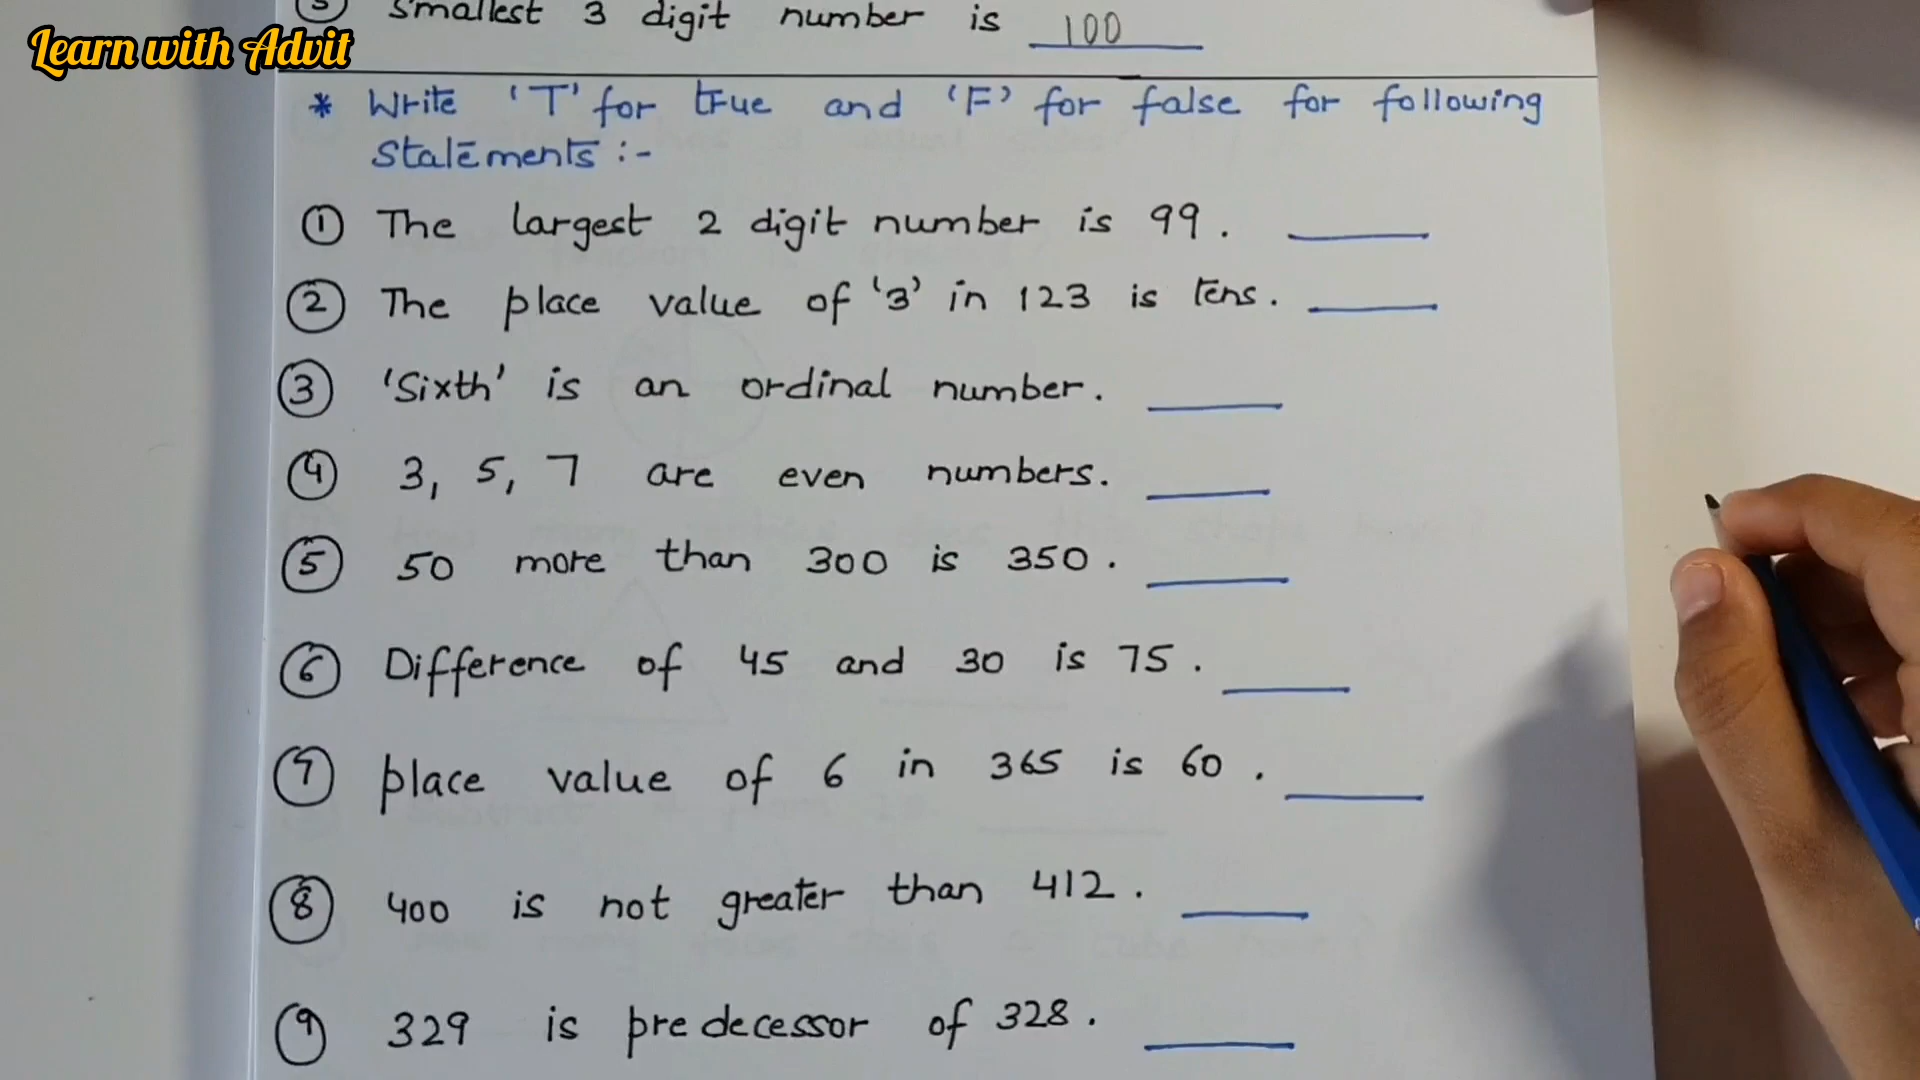 Learn with Advit
③ Smallest 3 digit number is 100
* Write 'T' for true and 'F' for false for following
Statements :-
① The largest 2 digit number is 99.
② The place value of '3' in 123 is tens.
③ 'Sixth' is an ordinal number.
④ 3, 5, 7 are even numbers.
⑤ 50 more than 300 is 350.
⑥ Difference of 45 and 30 is 75.
⑦ place value of 6 in 365 is 60.
⑧ 400 is not greater than 412.
⑨ 329 is predecessor of 328.